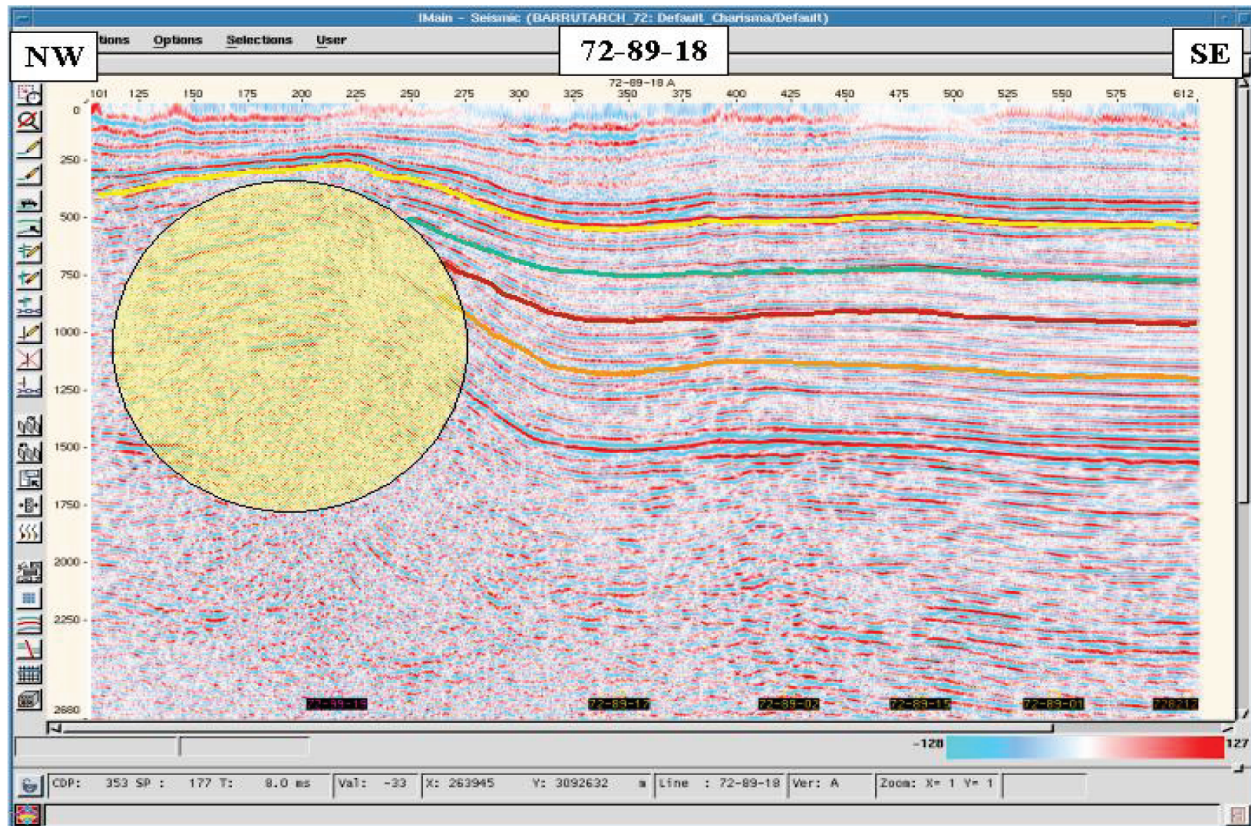 IMain - Seismic (BARRUTARCH_72: Default_Charisma/Default)
tions Options Selections User
NW 72-89-18 SE
72-89-18 A
101 125 150 175 200 225 250 275 300 325 350 375 400 425 450 475 500 525 550 575 612
0
250
500
750
1000
1250
1500
1750
2000
2250
2660
72-89-17 72-89-02 72-89-15 72-89-01
-128 127
CDP: 353 SP : 177 T: 8.0 ms Val: -33 X: 263945 Y: 3092632 m Line : 72-89-18 Ver: A Zoom: X= 1 Y= 1